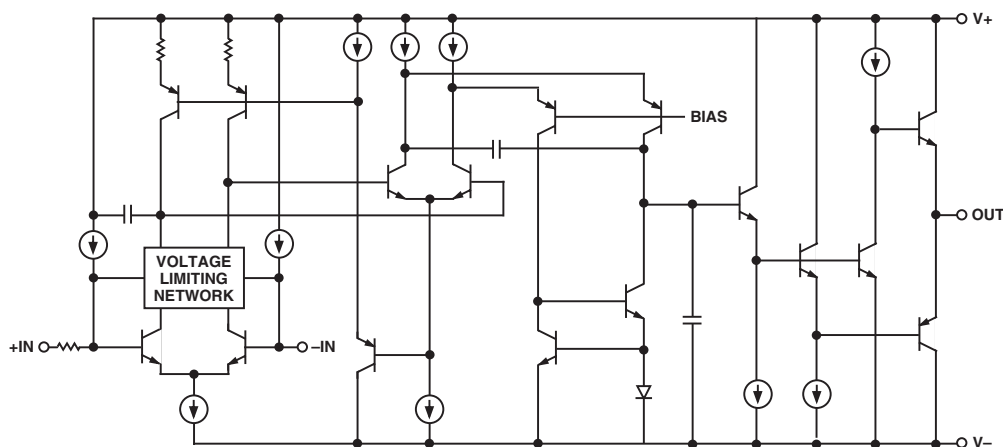 V+
BIAS
OUT
VOLTAGE
LIMITING
NETWORK
+IN
–IN
V–